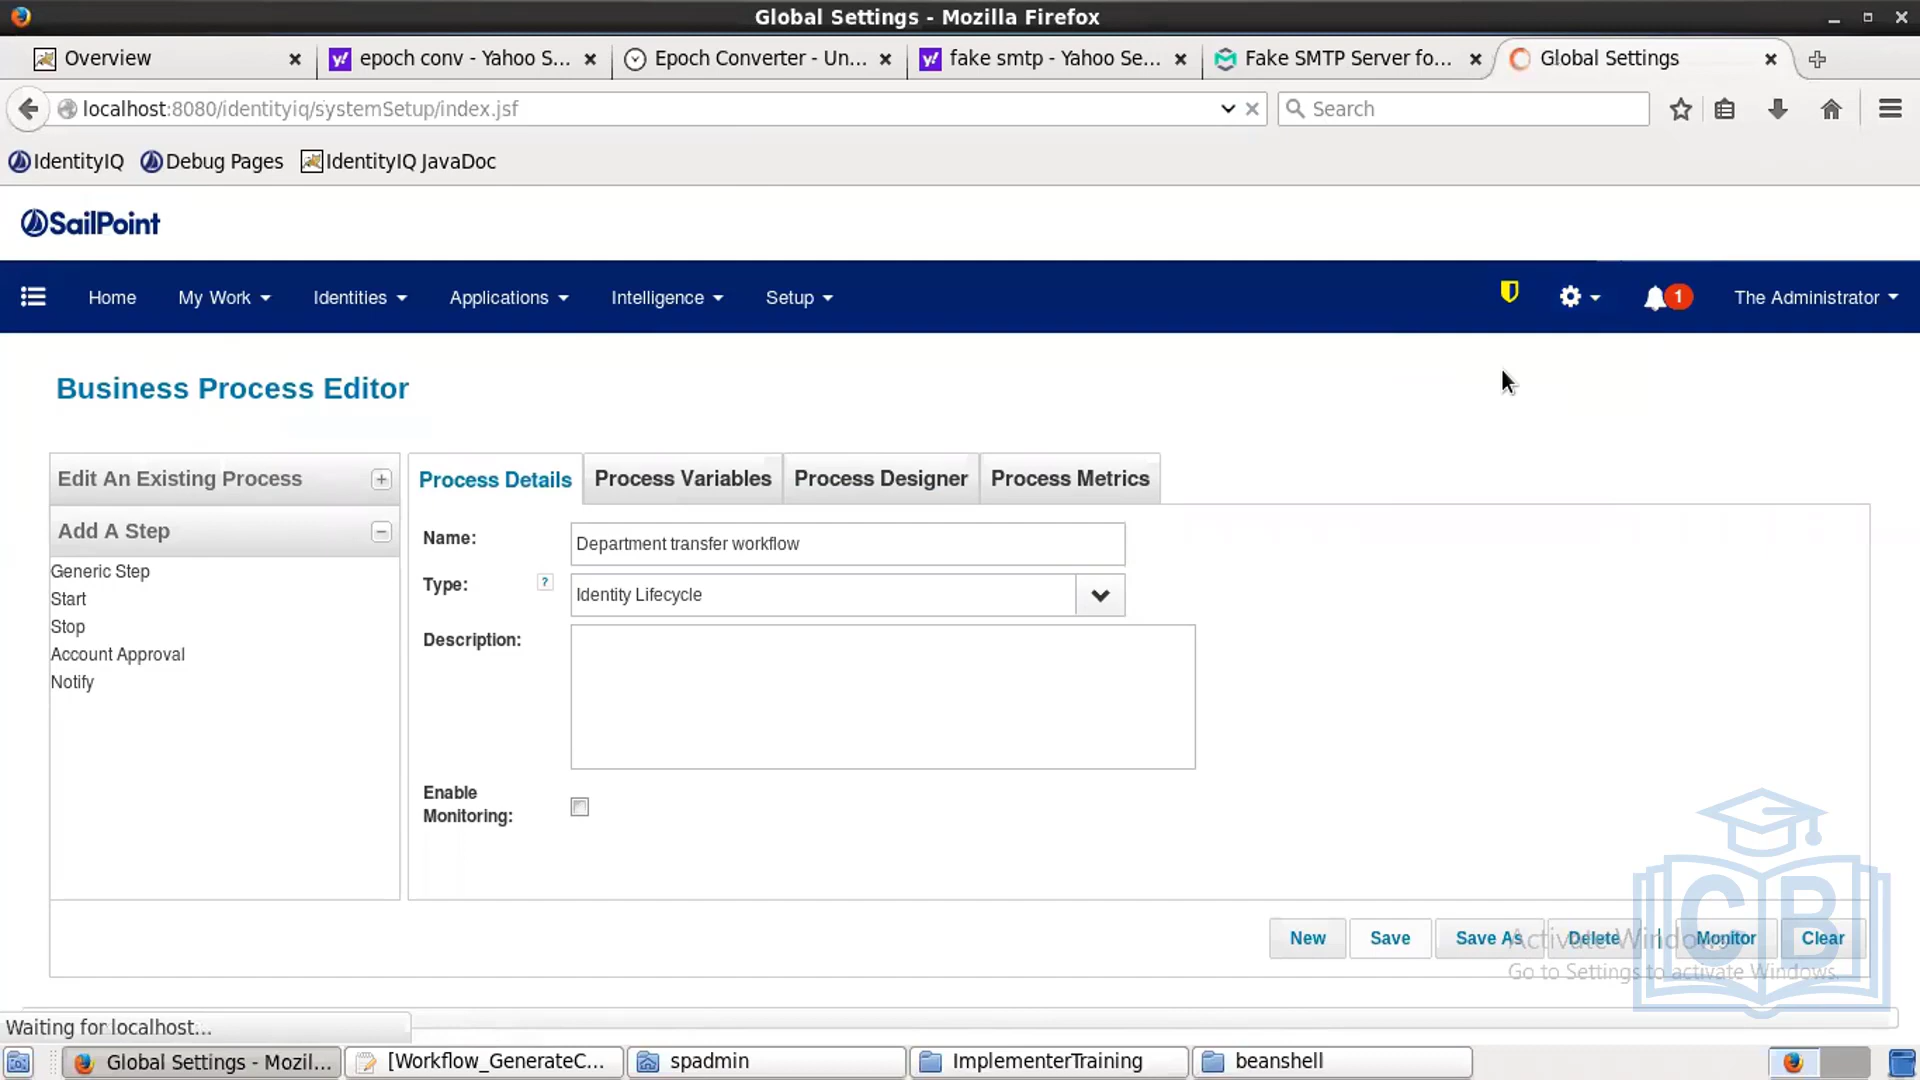 Global Settings - Mozilla Firefox
Overview
epoch conv - Yahoo S...
Epoch Converter - Un...
fake smtp - Yahoo Se...
Fake SMTP Server fo...
Global Settings
localhost:8080/identityiq/systemSetup/index.jsf
Search
IdentityIQ
Debug Pages
IdentityIQ JavaDoc
SailPoint
Home
My Work
Identities
Applications
Intelligence
Setup
1
The Administrator
Business Process Editor
Edit An Existing Process
Add A Step
Generic Step
Start
Stop
Account Approval
Notify
Process Details
Process Variables
Process Designer
Process Metrics
Name:
Department transfer workflow
Type:
?
Identity Lifecycle
Description:
Enable
Monitoring:
New
Save
Save As
Delete
Monitor
Clear
Activate Windows
Go to Settings to activate Windows.
CB
Waiting for localhost...
Global Settings - Mozil...
[Workflow_GenerateC...
spadmin
ImplementerTraining
beanshell